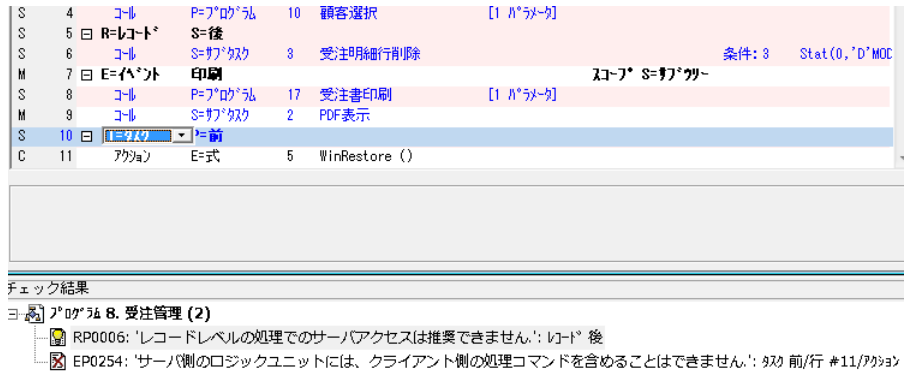 S 4 コール P=プログラム 10 顧客選択 [1 パラメータ]
S 5 R=レコード S=後
S 6 コール S=サブタスク 3 受注明細行削除 条件: 3 Stat(0,'D'MOD
M 7 E=イベント 印刷 スコープ S=サブツリー
S 8 コール P=プログラム 17 受注書印刷 [1 パラメータ]
M 9 コール S=サブタスク 2 PDF表示
S 10 T=タスク P=前
C 11 アクション E=式 5 WinRestore ()
チェック結果
プログラム 8. 受注管理 (2)
RP0006: 'レコードレベルの処理でのサーバアクセスは推奨できません.': レコード 後
EP0254: 'サーバ側のロジックユニットには、クライアント側の処理コマンドを含めることはできません.': タスク 前/行 #11/アクション